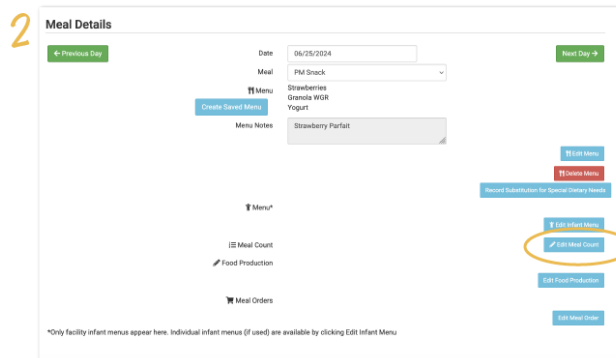 2
Meal Details
← Previous Day
Date
06/25/2024
Next Day →
Meal
PM Snack
Menu
Strawberries
Granola WGR
Yogurt
Create Saved Menu
Menu Notes
Strawberry Parfait
Edit Menu
Delete Menu
Record Substitution for Special Dietary Needs
Menu*
Edit Infant Menu
Meal Count
Edit Meal Count
Food Production
Edit Food Production
Meal Orders
Edit Meal Order
*Only facility infant menus appear here. Individual infant menus (if used) are available by clicking Edit Infant Menu